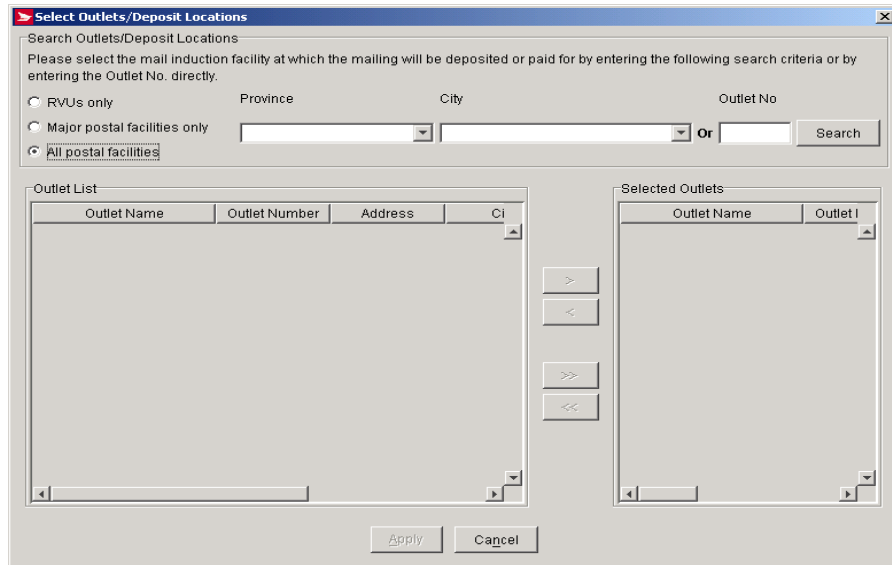 Select Outlets/Deposit Locations
Search Outlets/Deposit Locations
Please select the mail induction facility at which the mailing will be deposited or paid for by entering the following search criteria or by
entering the Outlet No. directly.
RVUs only
Province
City
Outlet No
Major postal facilities only
Or
Search
All postal facilities
Outlet List
Outlet Name
Outlet Number
Address
Ci
>
<
>>
<<
Selected Outlets
Outlet Name
Outlet I
Apply
Cancel